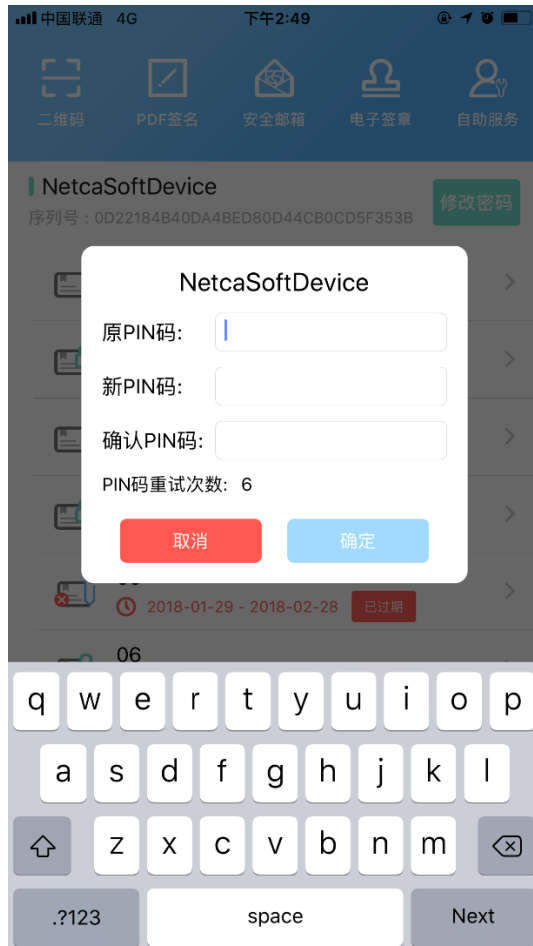 中国联通 4G 下午2:49
二维码 PDF签名 安全邮箱 电子签章 自助服务
NetcaSoftDevice
修改密码
序列号：0D22184B40DA4BED80D44CB0CD5F353B
NetcaSoftDevice
原PIN码:
新PIN码:
确认PIN码:
PIN码重试次数: 6
取消 确定
2018-01-29 - 2018-02-28 已过期
06
q w e r t y u i o p
a s d f g h j k l
z x c v b n m
.?123 space Next